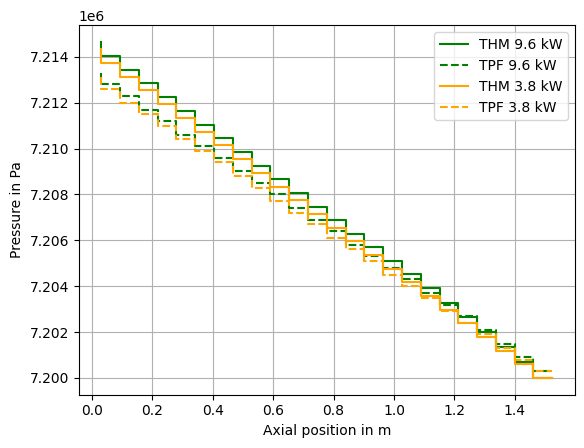 1e6
7.214
7.212
7.210
7.208
7.206
7.204
7.202
7.200
Pressure in Pa
THM 9.6 kW
TPF 9.6 kW
THM 3.8 kW
TPF 3.8 kW
0.0 0.2 0.4 0.6 0.8 1.0 1.2 1.4
Axial position in m